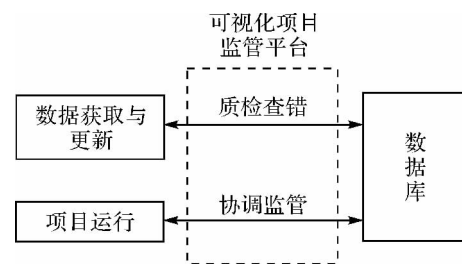 可视化项目
监管平台
质检查错
数据获取与
更新
数
据
库
协调监管
项目运行